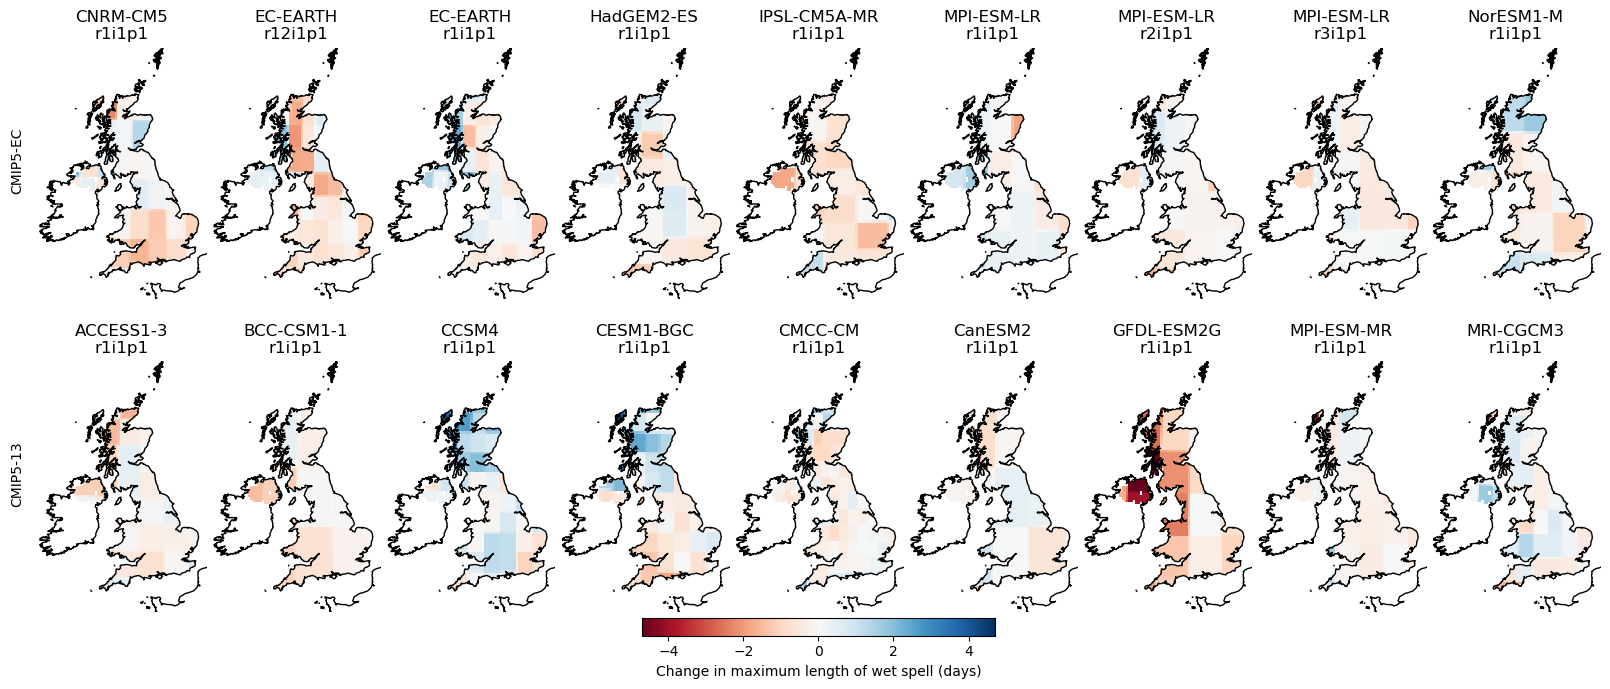 CNRM-CM5
r1i1p1
EC-EARTH
r12i1p1
EC-EARTH
r1i1p1
HadGEM2-ES
r1i1p1
IPSL-CM5A-MR
r1i1p1
MPI-ESM-LR
r1i1p1
MPI-ESM-LR
r2i1p1
MPI-ESM-LR
r3i1p1
NorESM1-M
r1i1p1
CMIP5-EC
ACCESS1-3
r1i1p1
BCC-CSM1-1
r1i1p1
CCSM4
r1i1p1
CESM1-BGC
r1i1p1
CMCC-CM
r1i1p1
CanESM2
r1i1p1
GFDL-ESM2G
r1i1p1
MPI-ESM-MR
r1i1p1
MRI-CGCM3
r1i1p1
CMIP5-13
−4 −2 0 2 4
Change in maximum length of wet spell (days)